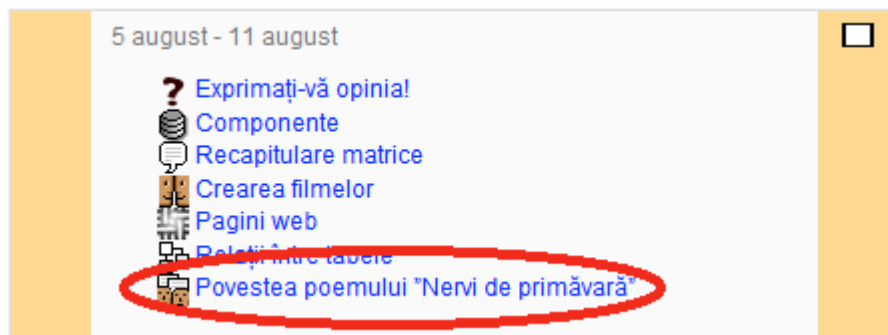 5 august - 11 august
Exprimați-vă opinia!
Componente
Recapitulare matrice
Crearea filmelor
Pagini web
Relații între tabele
Povestea poemului ”Nervi de primăvară”